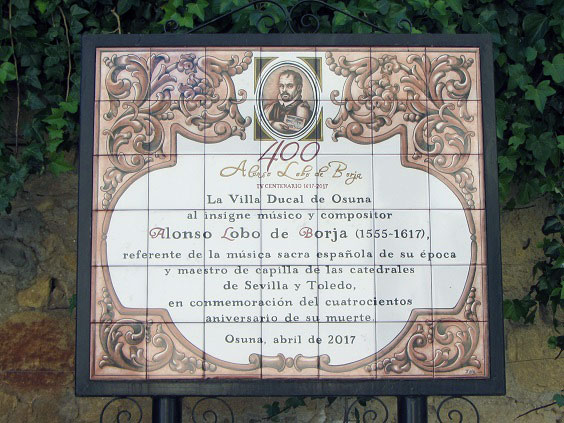 400
Alonso Lobo de Borja
IV CENTENARIO 1617-2017
La Villa Ducal de Osuna
al insigne músico y compositor
Alonso Lobo de Borja (1555-1617),
referente de la música sacra española de su época
y maestro de capilla de las catedrales
de Sevilla y Toledo,
en conmemoración del cuatrocientos
aniversario de su muerte.
Osuna, abril de 2017